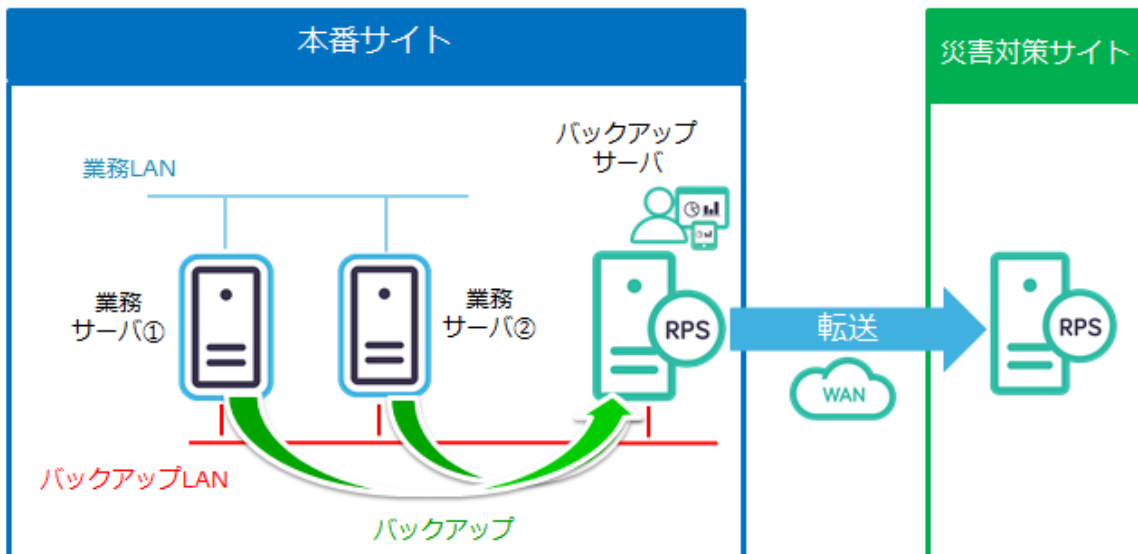 本番サイト
災害対策サイト
バックアップ
サーバ
業務LAN
業務
サーバ①
業務
サーバ②
RPS
転送
WAN
RPS
バックアップLAN
バックアップ